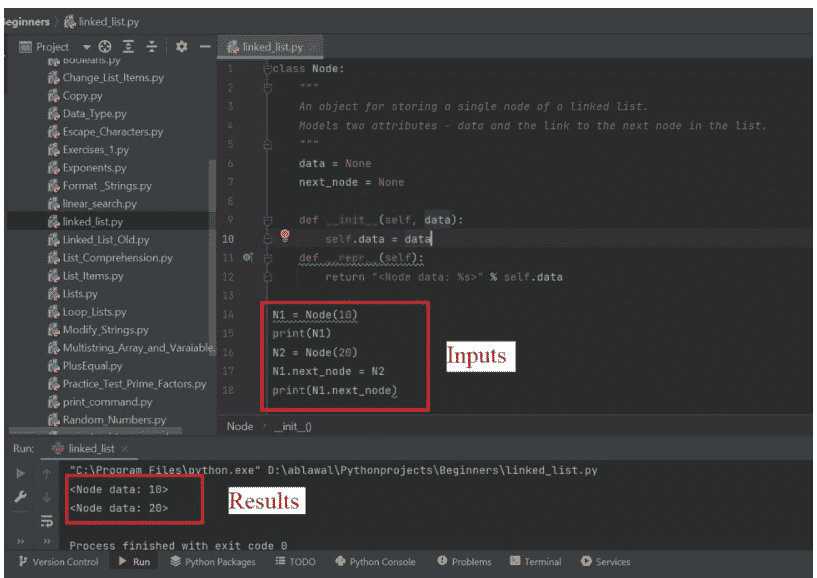 Beginners linked_list.py
Project
linked_list.py
Booleans.py
Change_List_Items.py
Copy.py
Data_Type.py
Escape_Characters.py
Exercises_1.py
Exponents.py
Format _Strings.py
linear_search.py
linked_list.py
Linked_List_Old.py
List_Comprehension.py
List_Items.py
Lists.py
Loop_Lists.py
Modify_Strings.py
Multistring_Array_and_Varaiable
PlusEqual.py
Practice_Test_Prime_Factors.py
print_command.py
Random_Numbers.py
1 class Node:
2 """
3 An object for storing a single node of a linked list.
4 Models two attributes - data and the link to the next node in the list.
5 """
6 data = None
7 next_node = None
8
9 def __init__(self, data):
10 self.data = data
11 def __repr__(self):
12 return "<Node data: %s>" % self.data
13
14 N1 = Node(10)
15 print(N1)
16 N2 = Node(20)
17 N1.next_node = N2
18 print(N1.next_node)
Inputs
Node __init__()
Run: linked_list
"C:\Program Files\python.exe" D:\ablawal\Pythonprojects\Beginners\linked_list.py
<Node data: 10>
<Node data: 20>
Results
Process finished with exit code 0
Version Control Run Python Packages TODO Python Console Problems Terminal Services